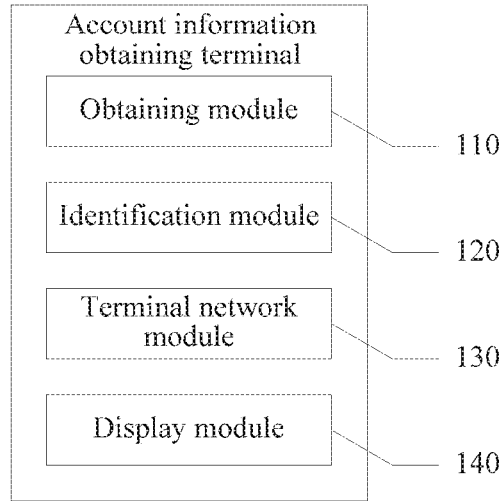 Account information
obtaining terminal
Obtaining module
110
Identification module
120
Terminal network
module
130
Display module
140